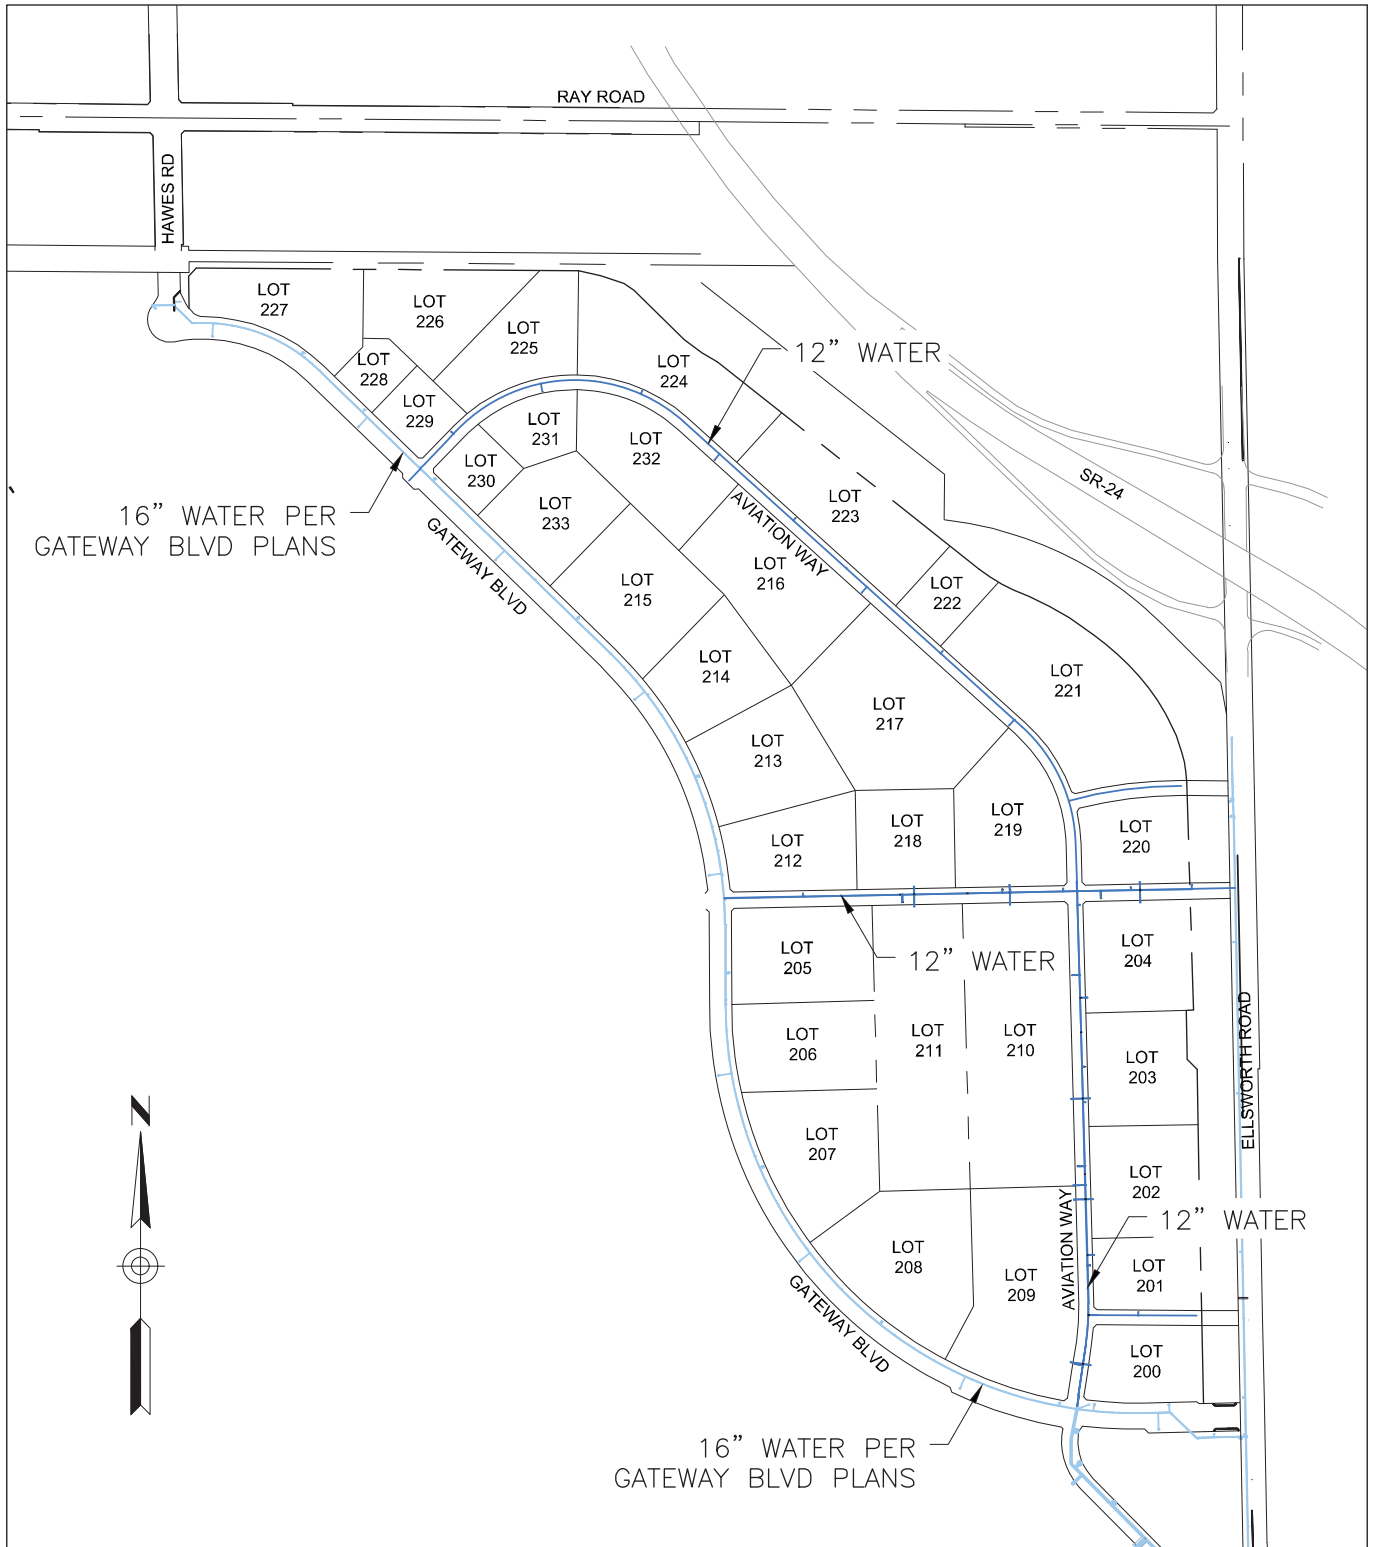 RAY ROAD
HAWES RD
LOT
227
LOT
226
LOT
225
LOT
224
12” WATER
LOT
228
LOT
229
LOT
231
LOT
232
LOT
230
LOT
233
LOT
223
SR-24
16” WATER PER
GATEWAY BLVD PLANS
GATEWAY BLVD
AVIATION WAY
LOT
215
LOT
216
LOT
222
LOT
214
LOT
221
LOT
217
LOT
213
LOT
212
LOT
218
LOT
219
LOT
220
LOT
205
12” WATER
LOT
204
LOT
206
LOT
211
LOT
210
LOT
203
ELLSWORTH ROAD
N
LOT
207
LOT
202
AVIATION WAY
12” WATER
LOT
208
LOT
209
LOT
201
GATEWAY BLVD
LOT
200
16” WATER PER
GATEWAY BLVD PLANS